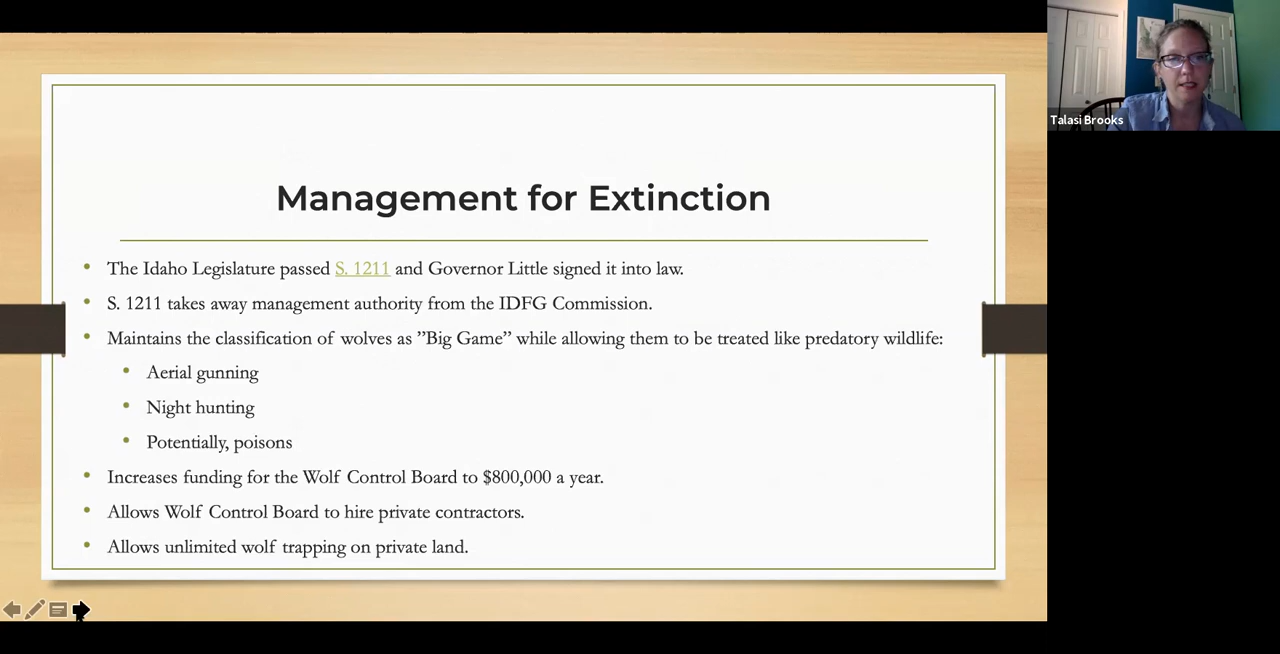 Management for Extinction
The Idaho Legislature passed S. 1211 and Governor Little signed it into law.
S. 1211 takes away management authority from the IDFG Commission.
Maintains the classification of wolves as ”Big Game” while allowing them to be treated like predatory wildlife:
Aerial gunning
Night hunting
Potentially, poisons
Increases funding for the Wolf Control Board to $800,000 a year.
Allows Wolf Control Board to hire private contractors.
Allows unlimited wolf trapping on private land.
Talasi Brooks